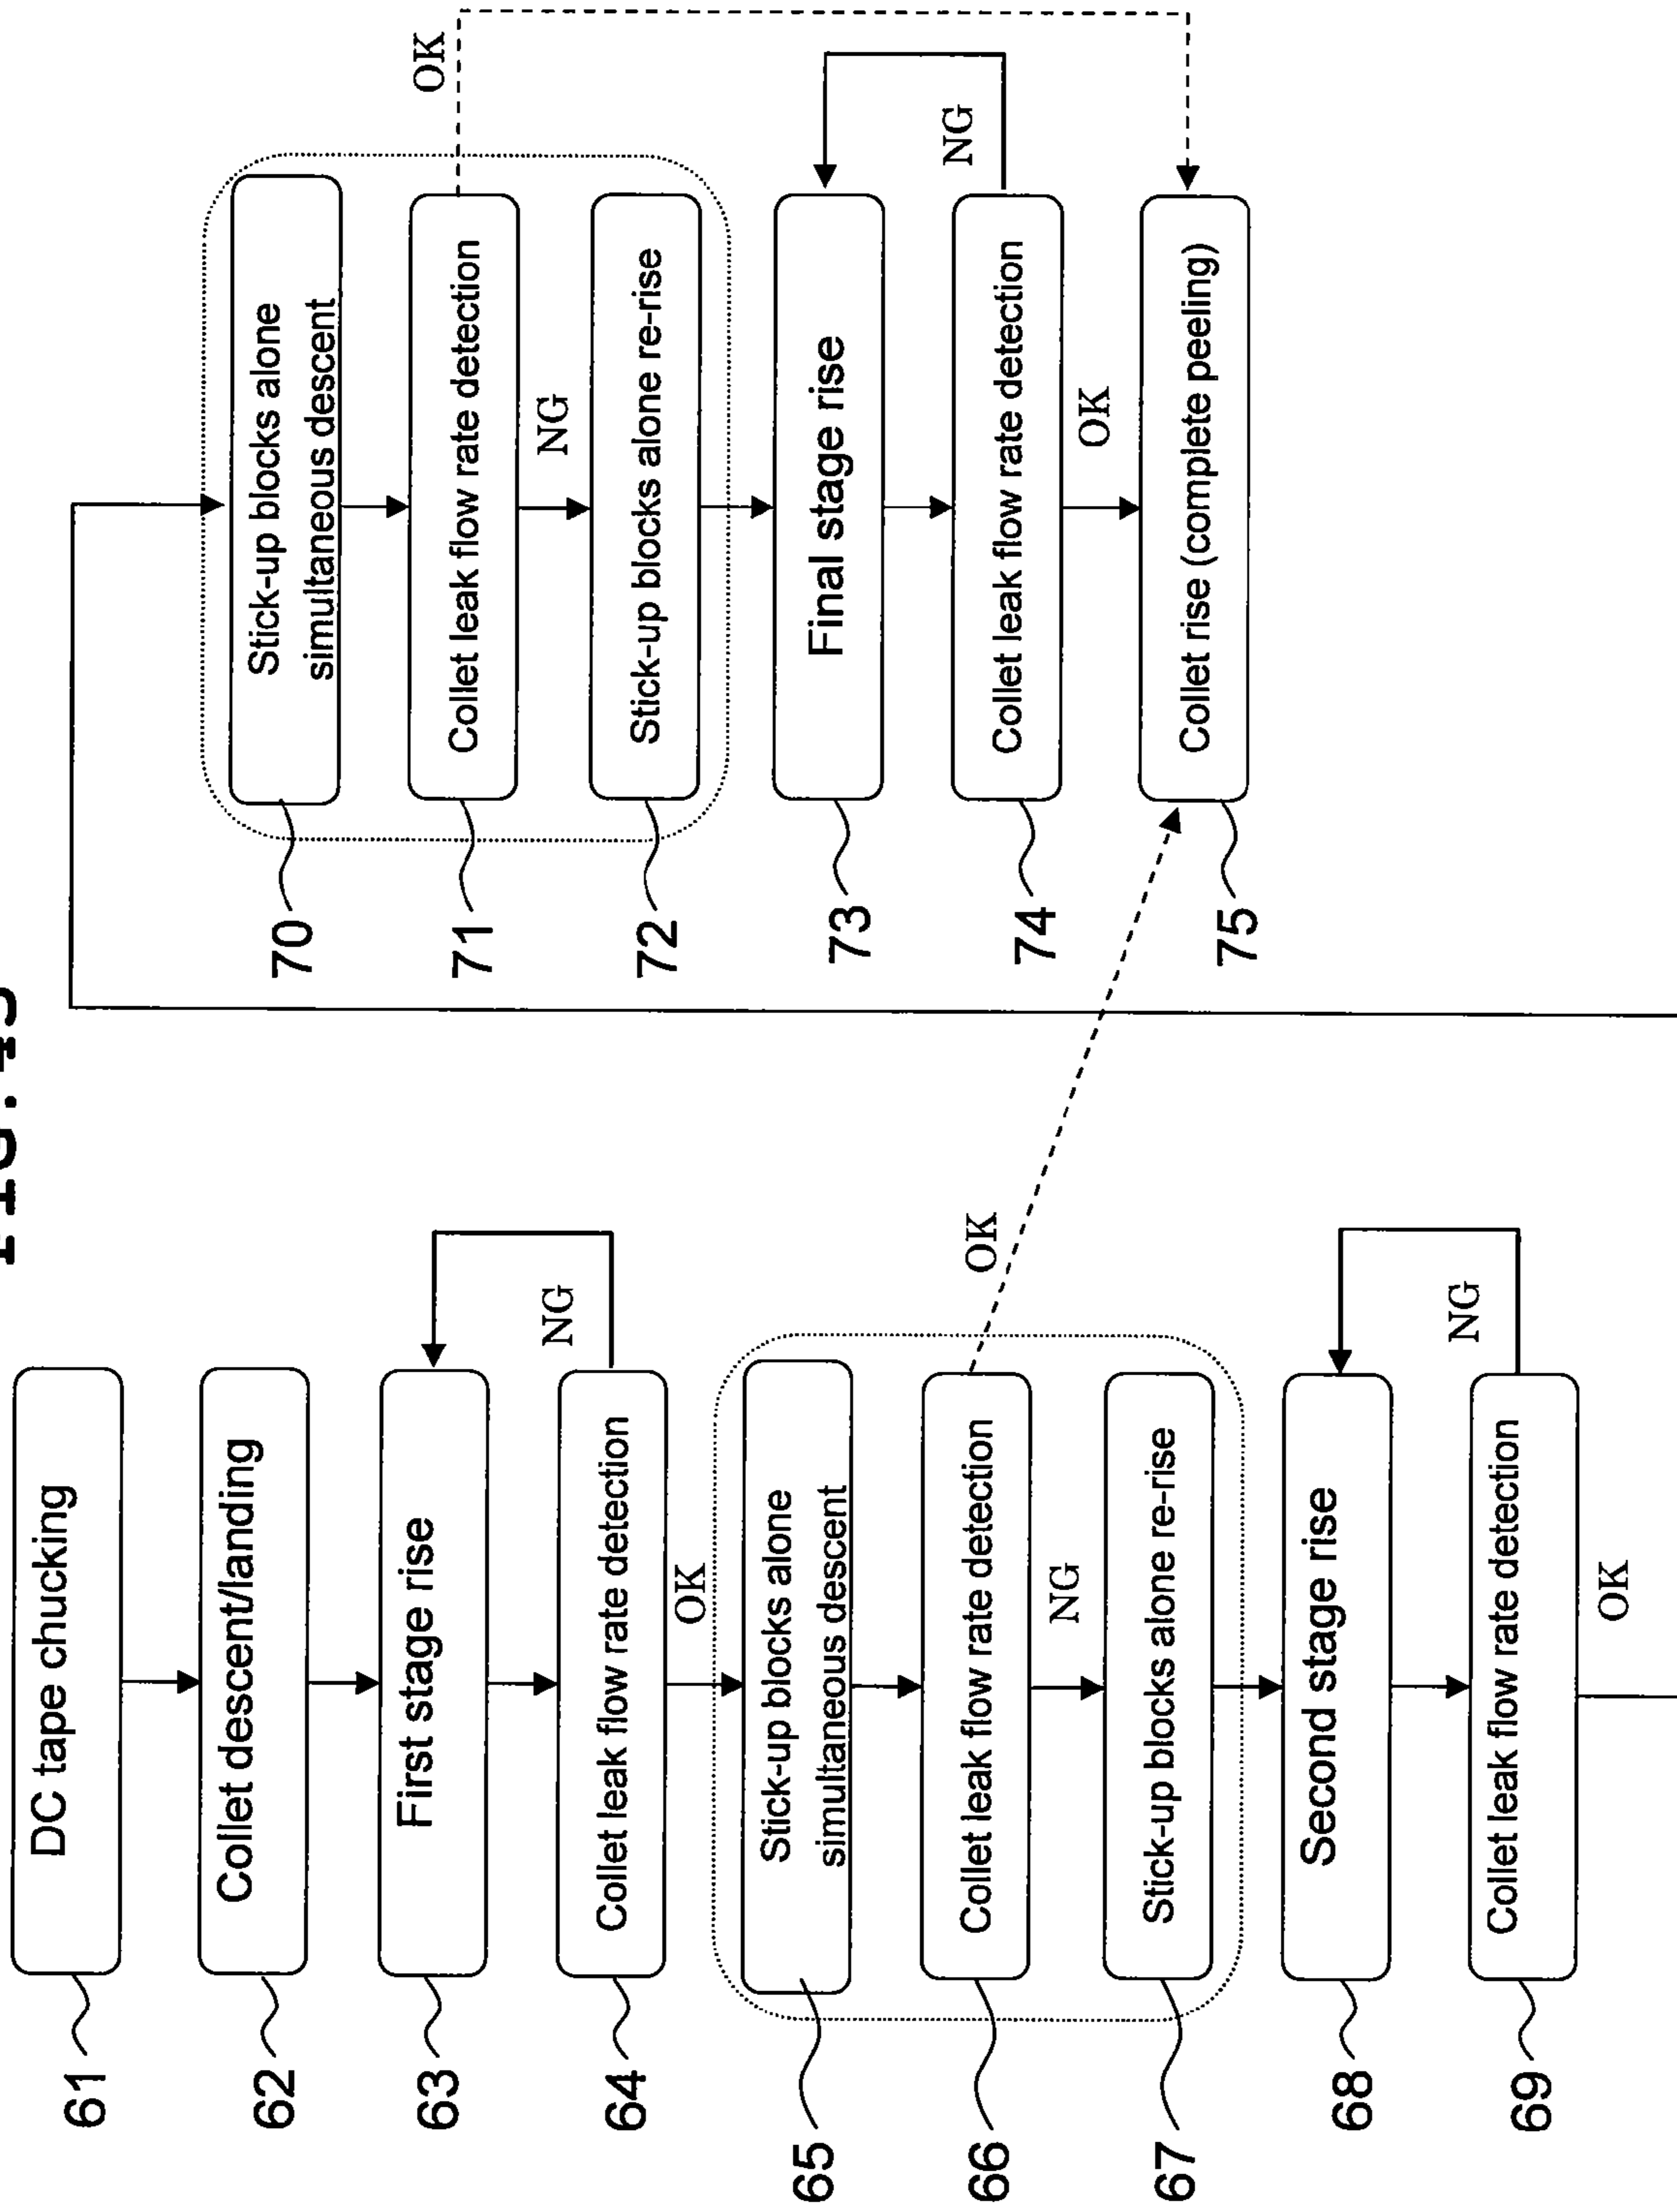 61
DC tape chucking
62
Collet descent/landing
63
First stage rise
64
Collet leak flow rate detection
NG
OK
65
Stick-up blocks alone
simultaneous descent
66
Collet leak flow rate detection
OK
NG
67
Stick-up blocks alone re-rise
68
Second stage rise
69
Collet leak flow rate detection
NG
OK
70
Stick-up blocks alone
simultaneous descent
71
Collet leak flow rate detection
OK
NG
72
Stick-up blocks alone re-rise
73
Final stage rise
74
Collet leak flow rate detection
NG
OK
75
Collet rise (complete peeling)